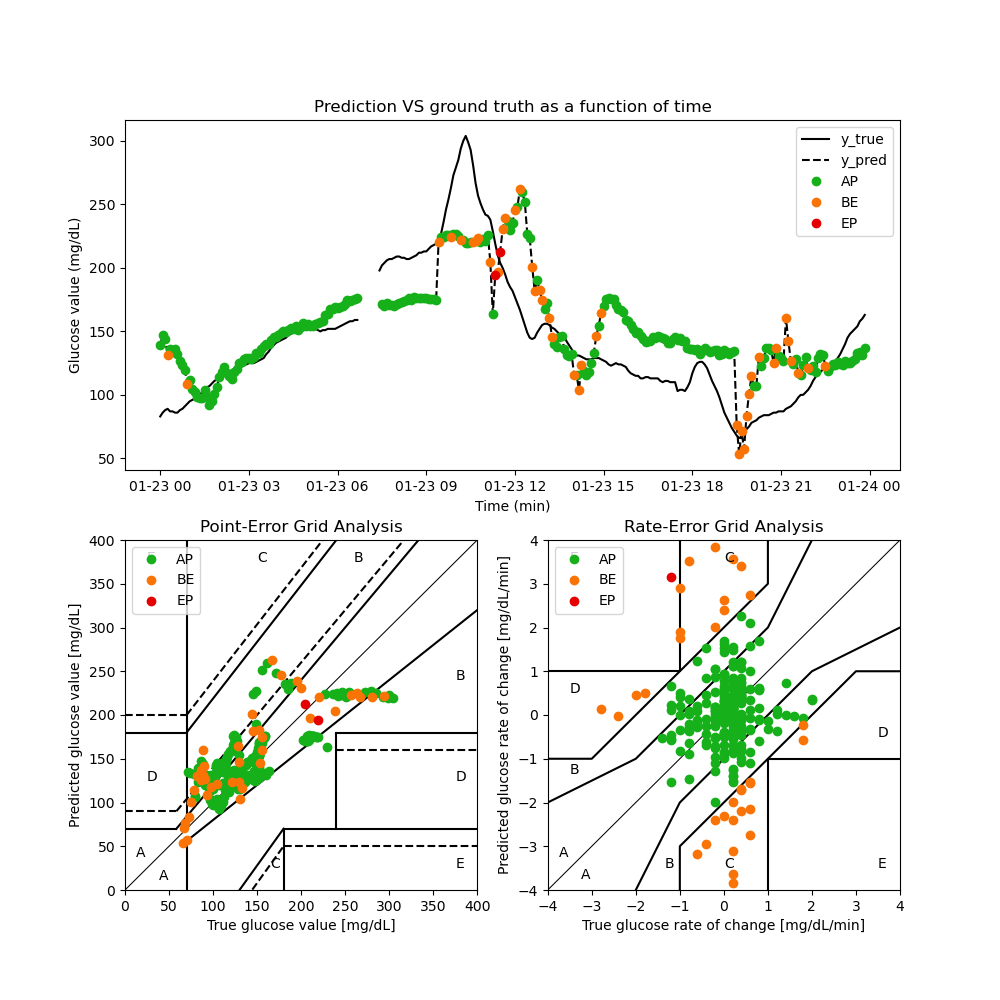 Prediction VS ground truth as a function of time
Glucose value (mg/dL)
300
250
200
150
100
50
y_true
y_pred
AP
BE
EP
01-23 00 01-23 03 01-23 06 01-23 09 01-23 12 01-23 15 01-23 18 01-23 21 01-24 00
Time (min)
Point-Error Grid Analysis
Predicted glucose value [mg/dL]
400
350
300
250
200
150
100
50
0
AP
BE
EP
C
B
B
D
D
A
A
C
E
0 50 100 150 200 250 300 350 400
True glucose value [mg/dL]
Rate-Error Grid Analysis
Predicted glucose rate of change [mg/dL/min]
4
3
2
1
0
−1
−2
−3
−4
AP
BE
EP
C
D
D
B
A
A
B
C
E
−4 −3 −2 −1 0 1 2 3 4
True glucose rate of change [mg/dL/min]